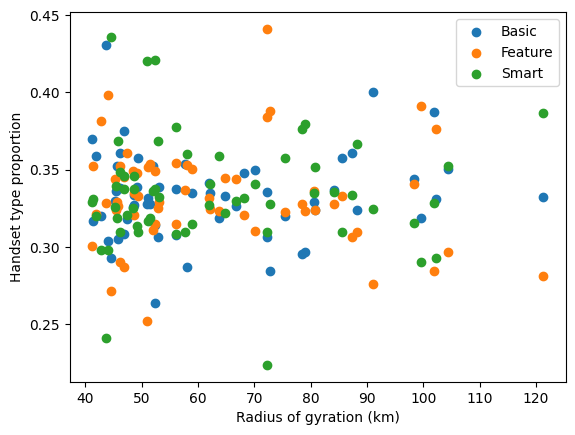 0.45
0.40
0.35
0.30
0.25
Handset type proportion
Basic
Feature
Smart
40 50 60 70 80 90 100 110 120
Radius of gyration (km)